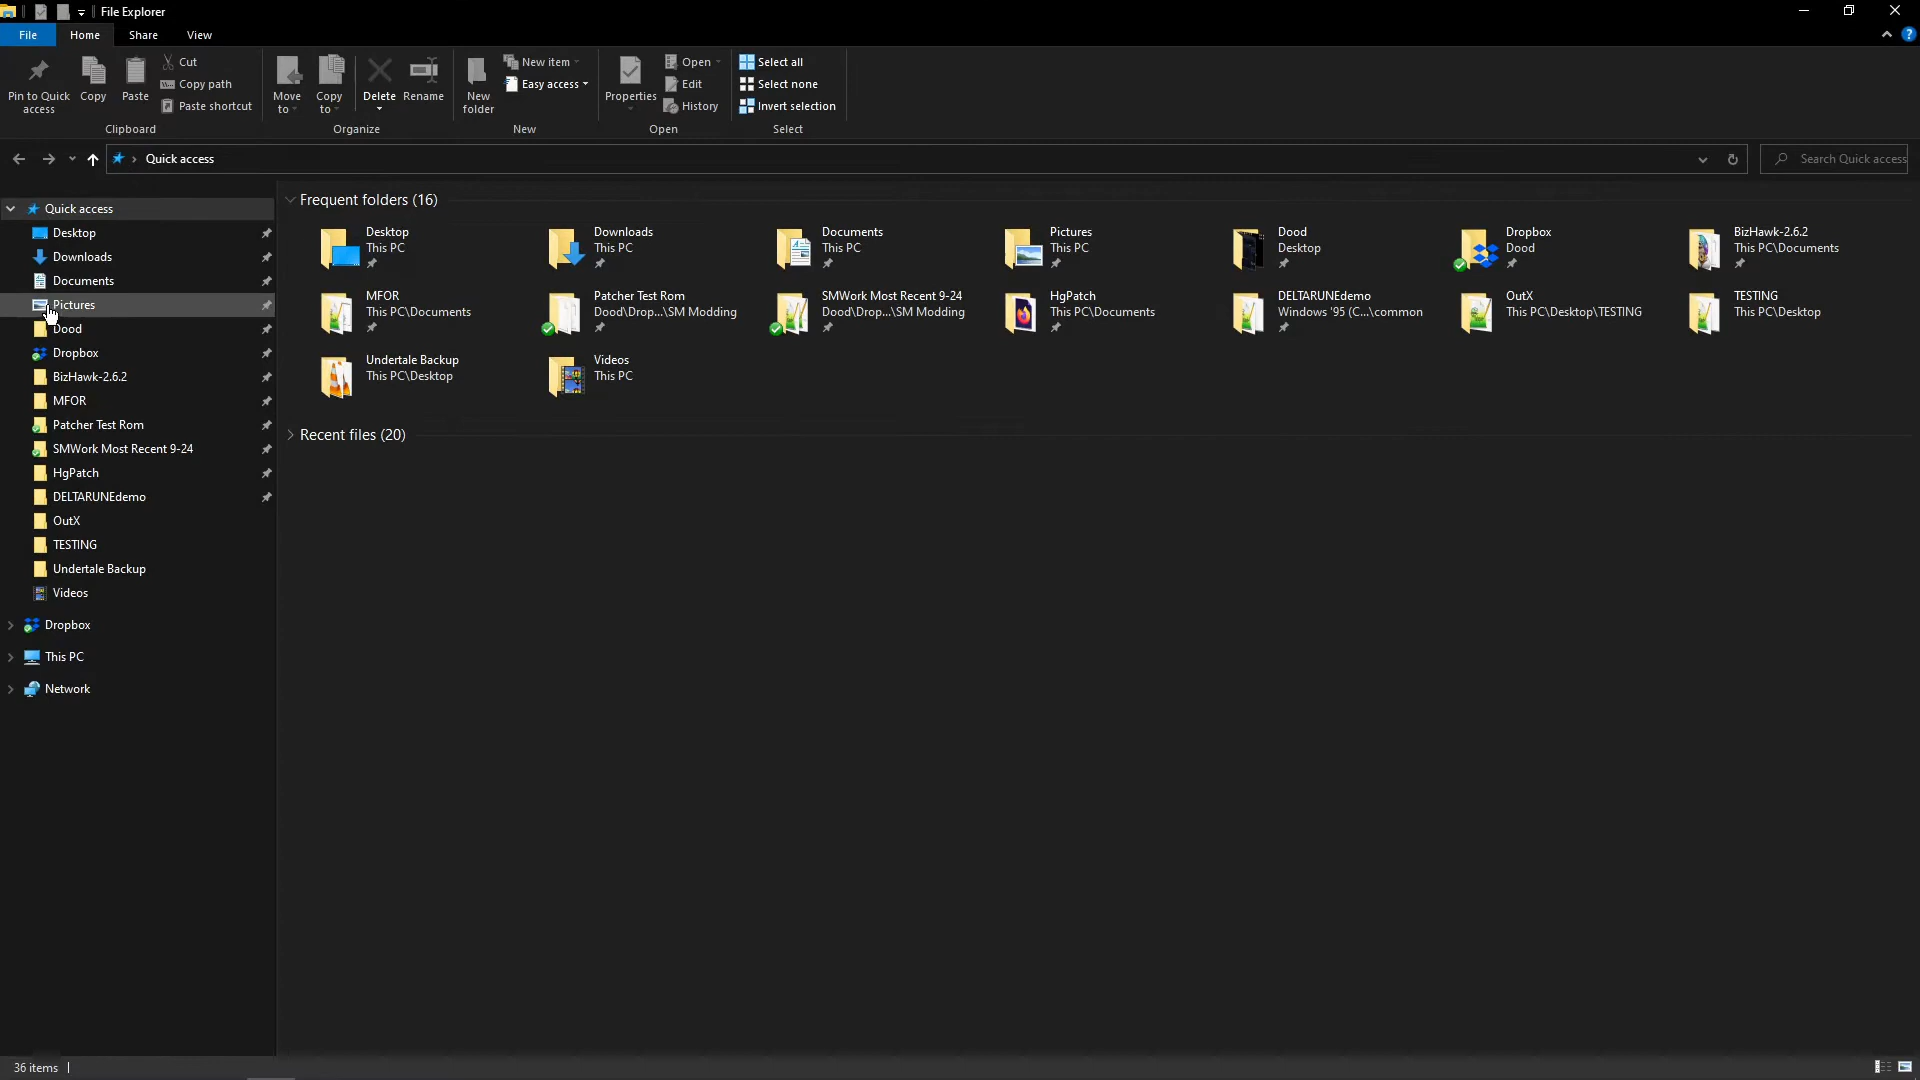 File Explorer
File Home Share View
Pin to Quick access
Copy
Paste
Cut
Copy path
Paste shortcut
Clipboard
Move to
Copy to
Delete
Rename
Organize
New folder
New item
Easy access
New
Properties
Open
Edit
History
Open
Select all
Select none
Invert selection
Select
Quick access
Search Quick access
Quick access
Desktop
Downloads
Documents
Pictures
Dood
Dropbox
BizHawk-2.6.2
MFOR
Patcher Test Rom
SMWork Most Recent 9-24
HgPatch
DELTARUNEdemo
OutX
TESTING
Undertale Backup
Videos
Dropbox
This PC
Network
Frequent folders (16)
Desktop
This PC
Downloads
This PC
Documents
This PC
Pictures
This PC
Dood
Desktop
Dropbox
Dood
BizHawk-2.6.2
This PC\Documents
MFOR
This PC\Documents
Patcher Test Rom
Dood\Drop...\SM Modding
SMWork Most Recent 9-24
Dood\Drop...\SM Modding
HgPatch
This PC\Documents
DELTARUNEdemo
Windows '95 (C...\common
OutX
This PC\Desktop\TESTING
TESTING
This PC\Desktop
Undertale Backup
This PC\Desktop
Videos
This PC
Recent files (20)
36 items